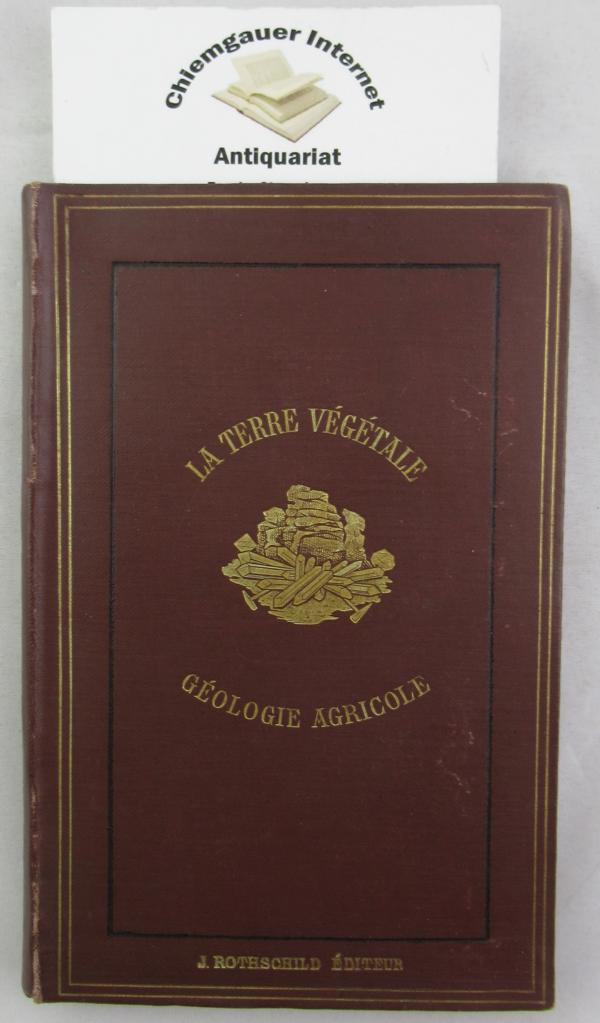 Chiemgauer Internet
Antiquariat
LA TERRE VÉGÉTALE
GÉOLOGIE AGRICOLE
J. ROTHSCHILD ÉDITEUR